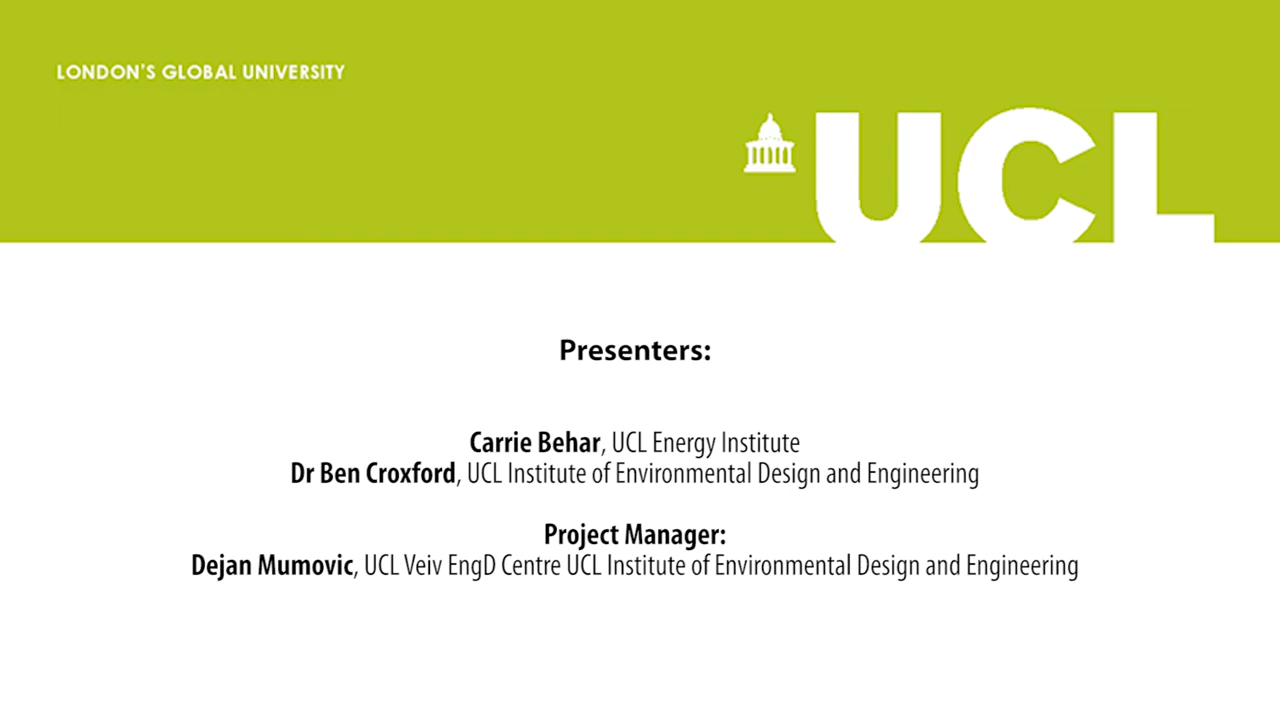 LONDON'S GLOBAL UNIVERSITY
UCL
Presenters:
Carrie Behar, UCL Energy Institute
Dr Ben Croxford, UCL Institute of Environmental Design and Engineering
Project Manager:
Dejan Mumovic, UCL Veiv EngD Centre UCL Institute of Environmental Design and Engineering